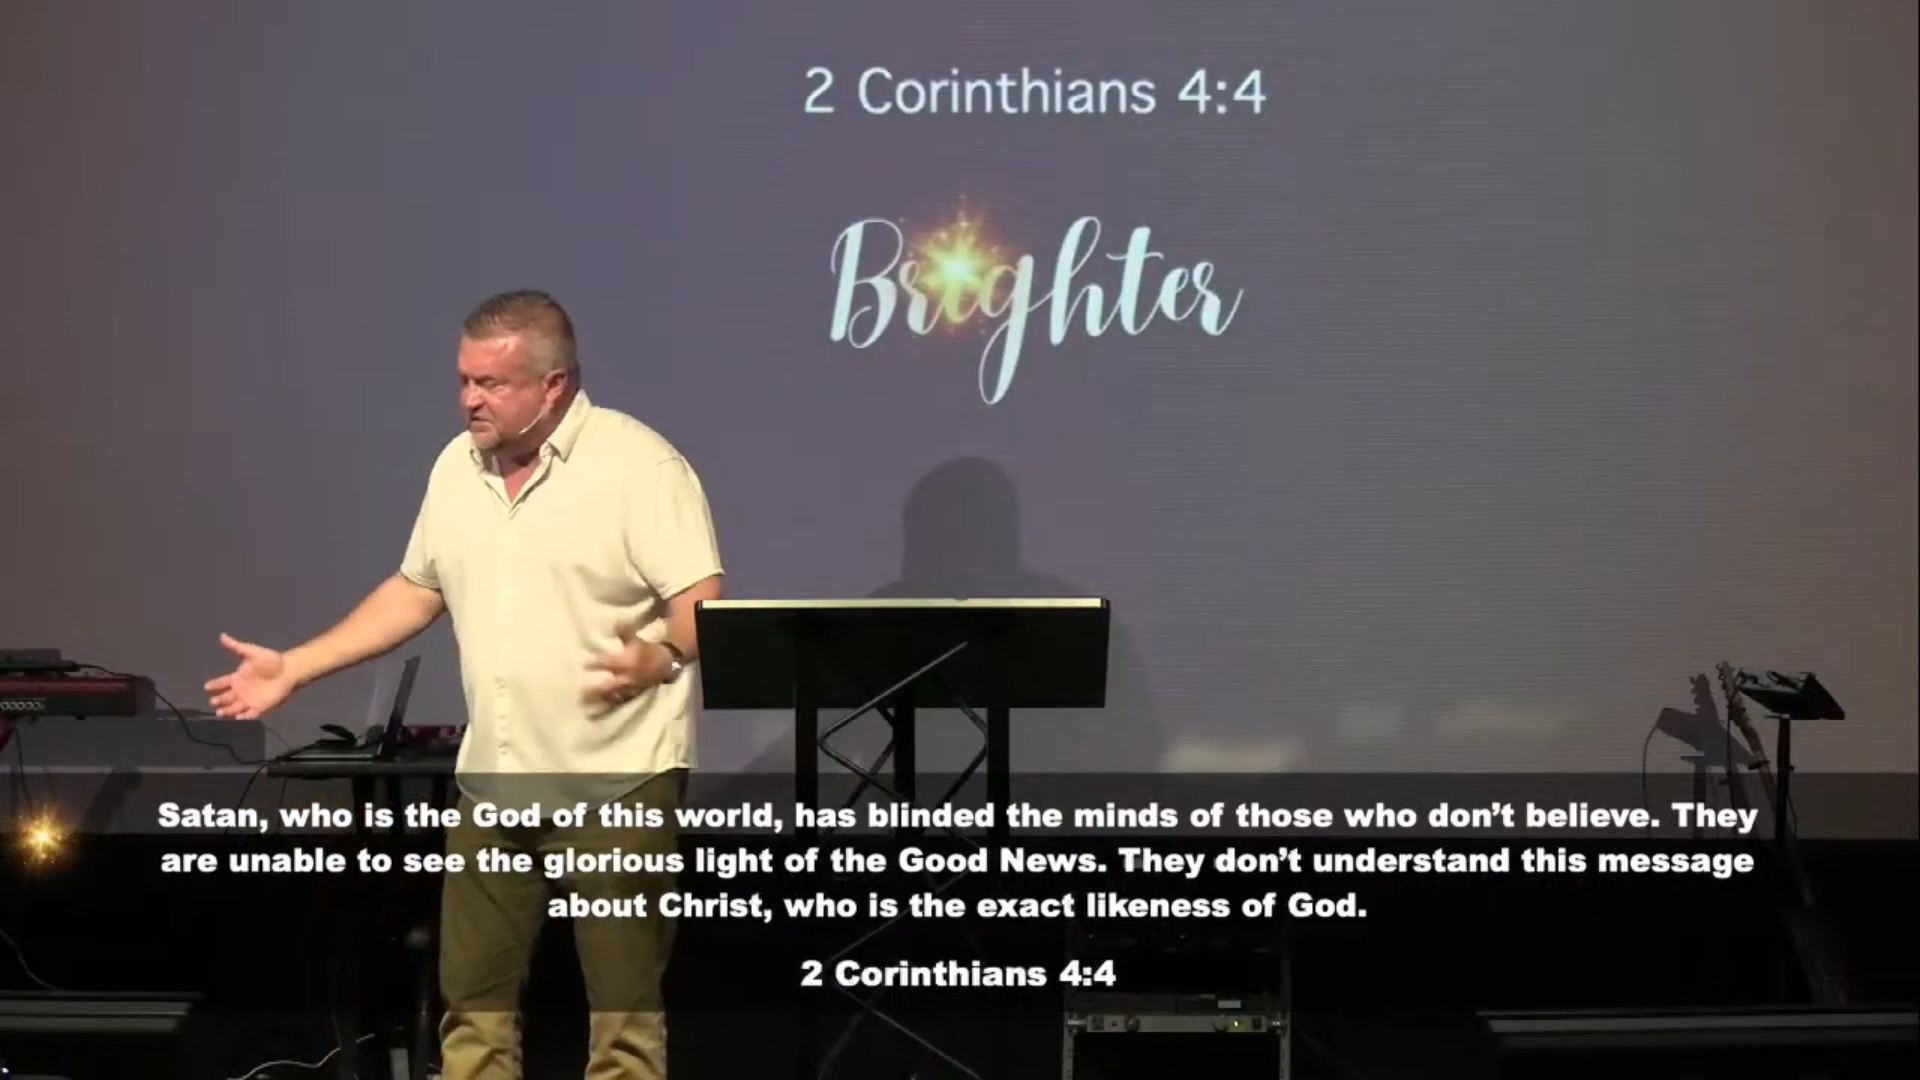 2 Corinthians 4:4
Brighter
Satan, who is the God of this world, has blinded the minds of those who don’t believe. They
are unable to see the glorious light of the Good News. They don’t understand this message
about Christ, who is the exact likeness of God.
2 Corinthians 4:4